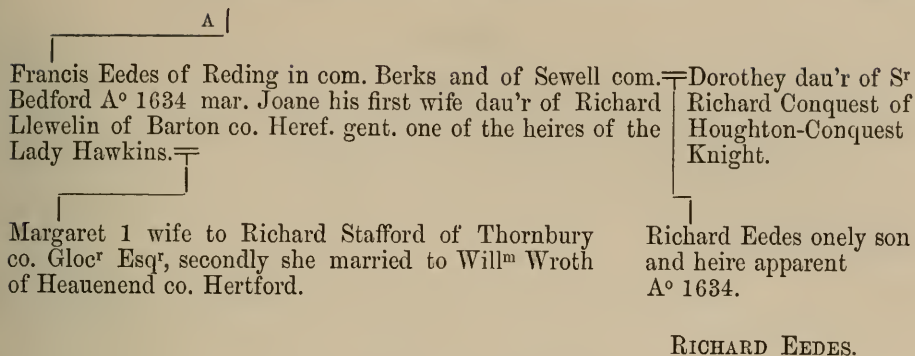 A
Francis Eedes of Reding in com. Berks and of Sewell com.
Bedford Aº 1634 mar. Joane his first wife dau'r of Richard
Llewelin of Barton co. Heref. gent. one of the heires of the
Lady Hawkins.
Dorothey dau'r of Sʳ
Richard Conquest of
Houghton-Conquest
Knight.
Margaret 1 wife to Richard Stafford of Thornbury
co. Glocʳ Esqʳ, secondly she married to Willᵐ Wroth
of Heauenend co. Hertford.
Richard Eedes onely son
and heire apparent
Aº 1634.
RICHARD EEDES.